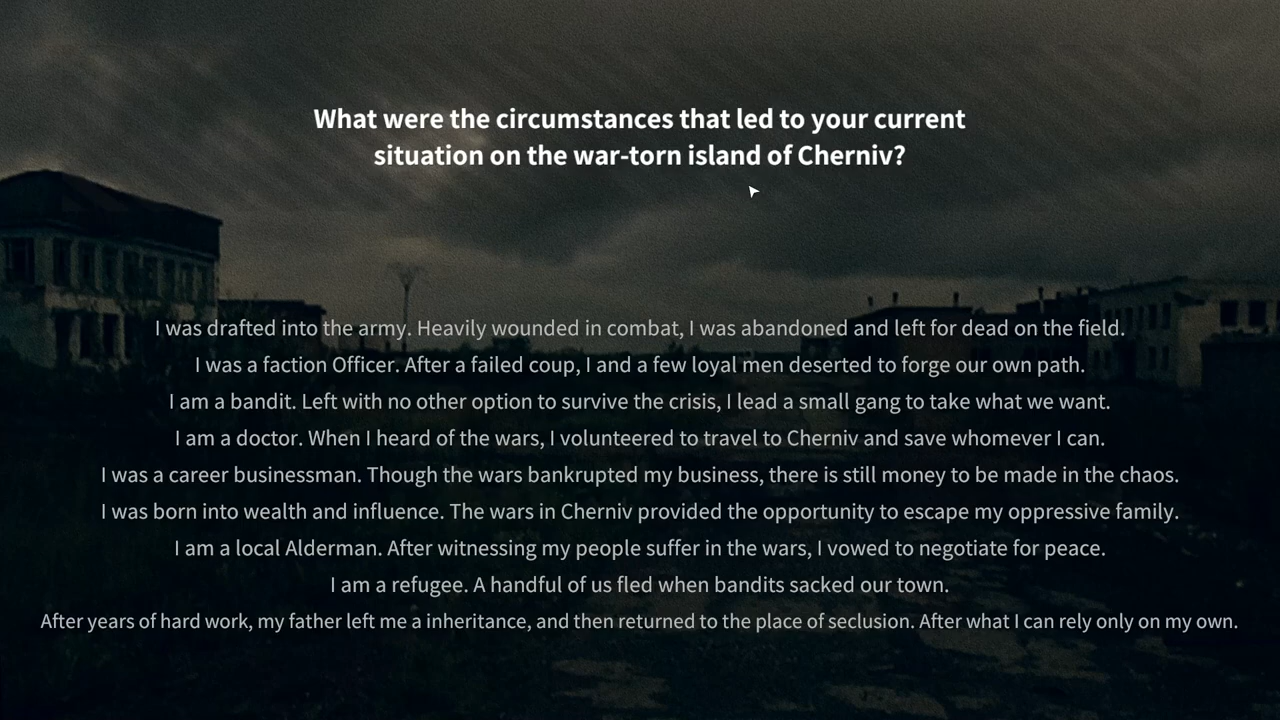 What were the circumstances that led to your current
situation on the war-torn island of Cherniv?
I was drafted into the army. Heavily wounded in combat, I was abandoned and left for dead on the field.
I was a faction Officer. After a failed coup, I and a few loyal men deserted to forge our own path.
I am a bandit. Left with no other option to survive the crisis, I lead a small gang to take what we want.
I am a doctor. When I heard of the wars, I volunteered to travel to Cherniv and save whomever I can.
I was a career businessman. Though the wars bankrupted my business, there is still money to be made in the chaos.
I was born into wealth and influence. The wars in Cherniv provided the opportunity to escape my oppressive family.
I am a local Alderman. After witnessing my people suffer in the wars, I vowed to negotiate for peace.
I am a refugee. A handful of us fled when bandits sacked our town.
After years of hard work, my father left me a inheritance, and then returned to the place of seclusion. After what I can rely only on my own.